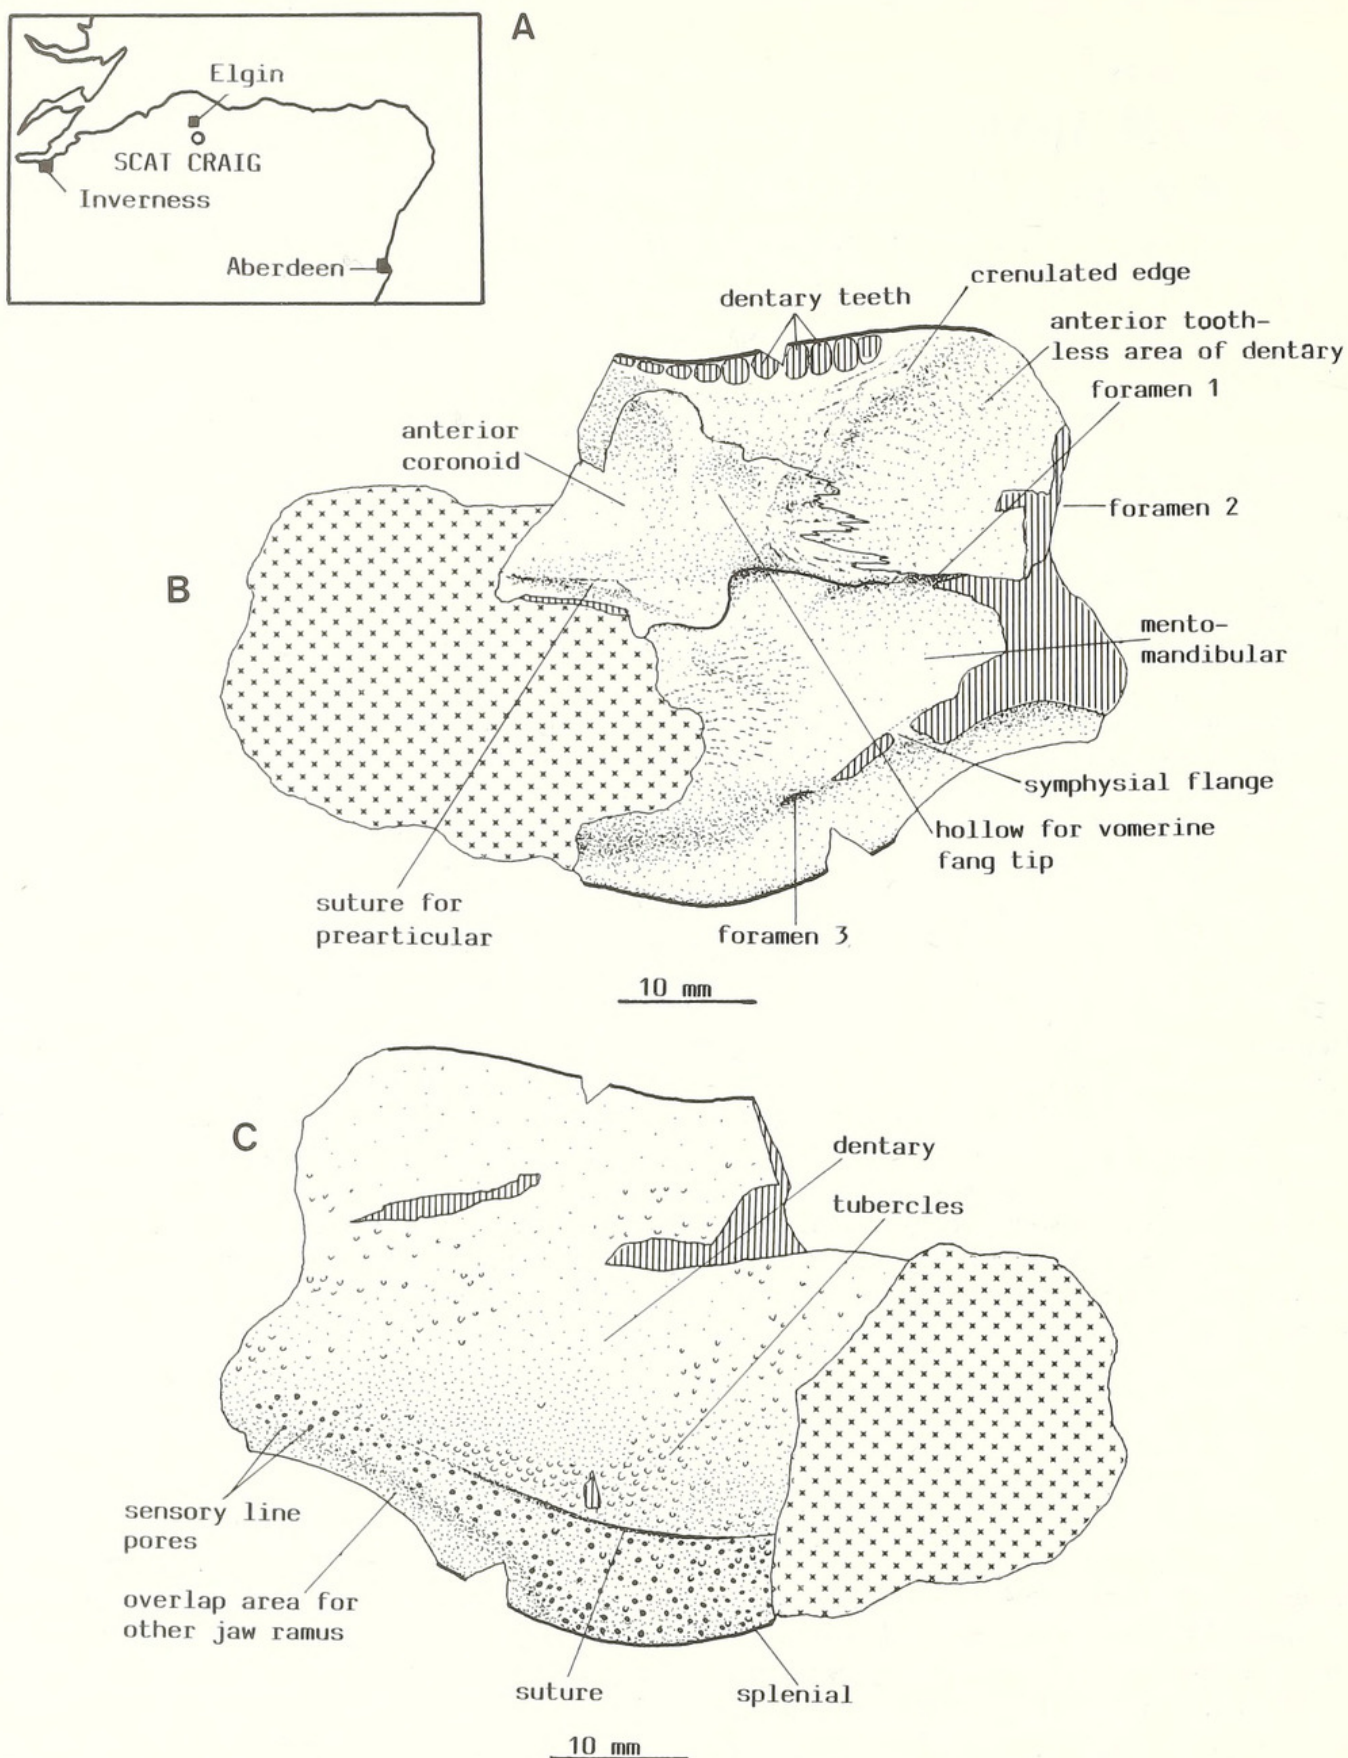 A
Elgin
SCAT CRAIG
Inverness
Aberdeen
B
dentary teeth
crenulated edge
anterior tooth-
less area of dentary
foramen 1
anterior
coronoid
foramen 2
mento-
mandibular
symphysial flange
hollow for vomerine
fang tip
suture for
prearticular
foramen 3
10 mm
C
dentary
tubercles
sensory line
pores
overlap area for
other jaw ramus
suture
splenial
10 mm